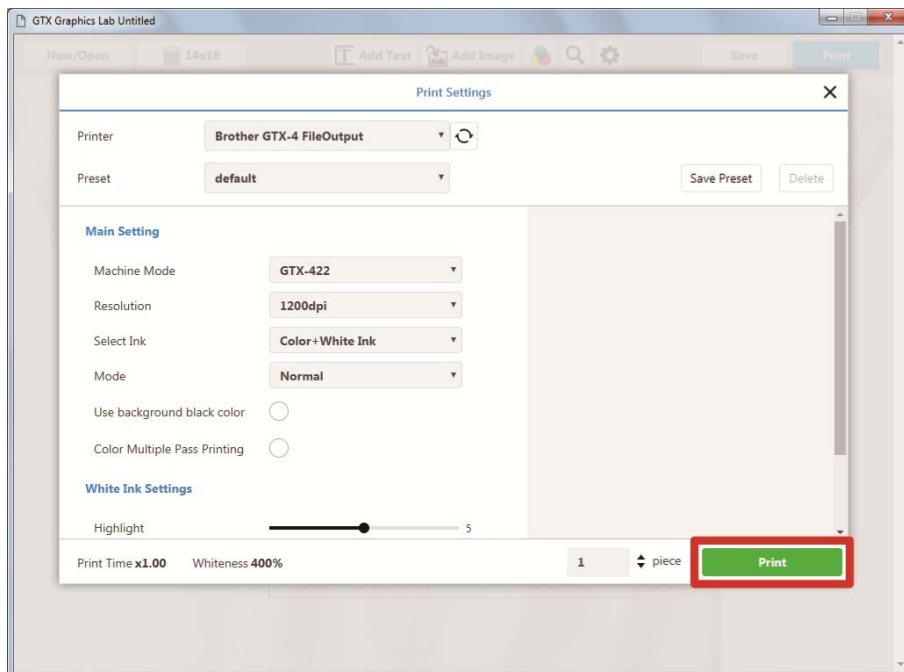 GTX Graphics Lab Untitled
New/Open 14x16 Add Text Add Image Save Print
Print Settings
Printer Brother GTX-4 FileOutput
Preset default Save Preset Delete
Main Setting
Machine Mode GTX-422
Resolution 1200dpi
Select Ink Color+White Ink
Mode Normal
Use background black color
Color Multiple Pass Printing
White Ink Settings
Highlight 5
Print Time x1.00 Whiteness 400% 1 piece Print